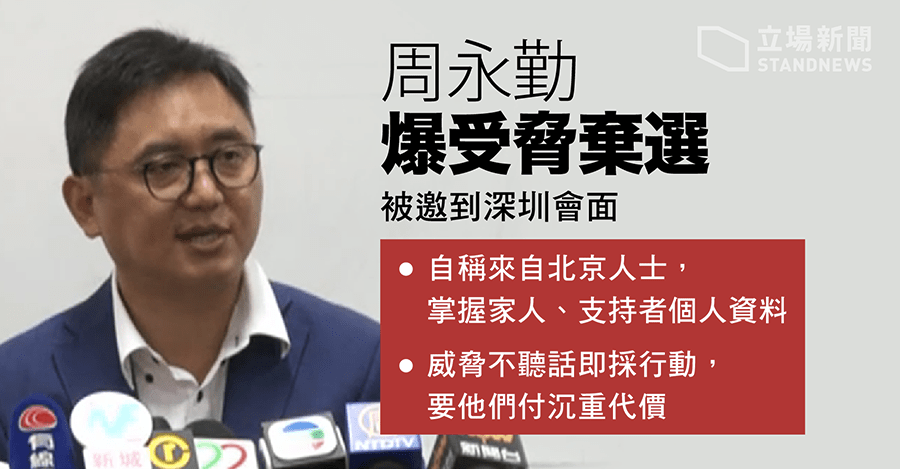 立場新聞
STANDNEWS
周永勤
爆受脅棄選
被邀到深圳會面
● 自稱來自北京人士，
掌握家人、支持者個人資料
● 威脅不聽話即採行動，
要他們付沉重代價
有線
新城
22
NTDTV